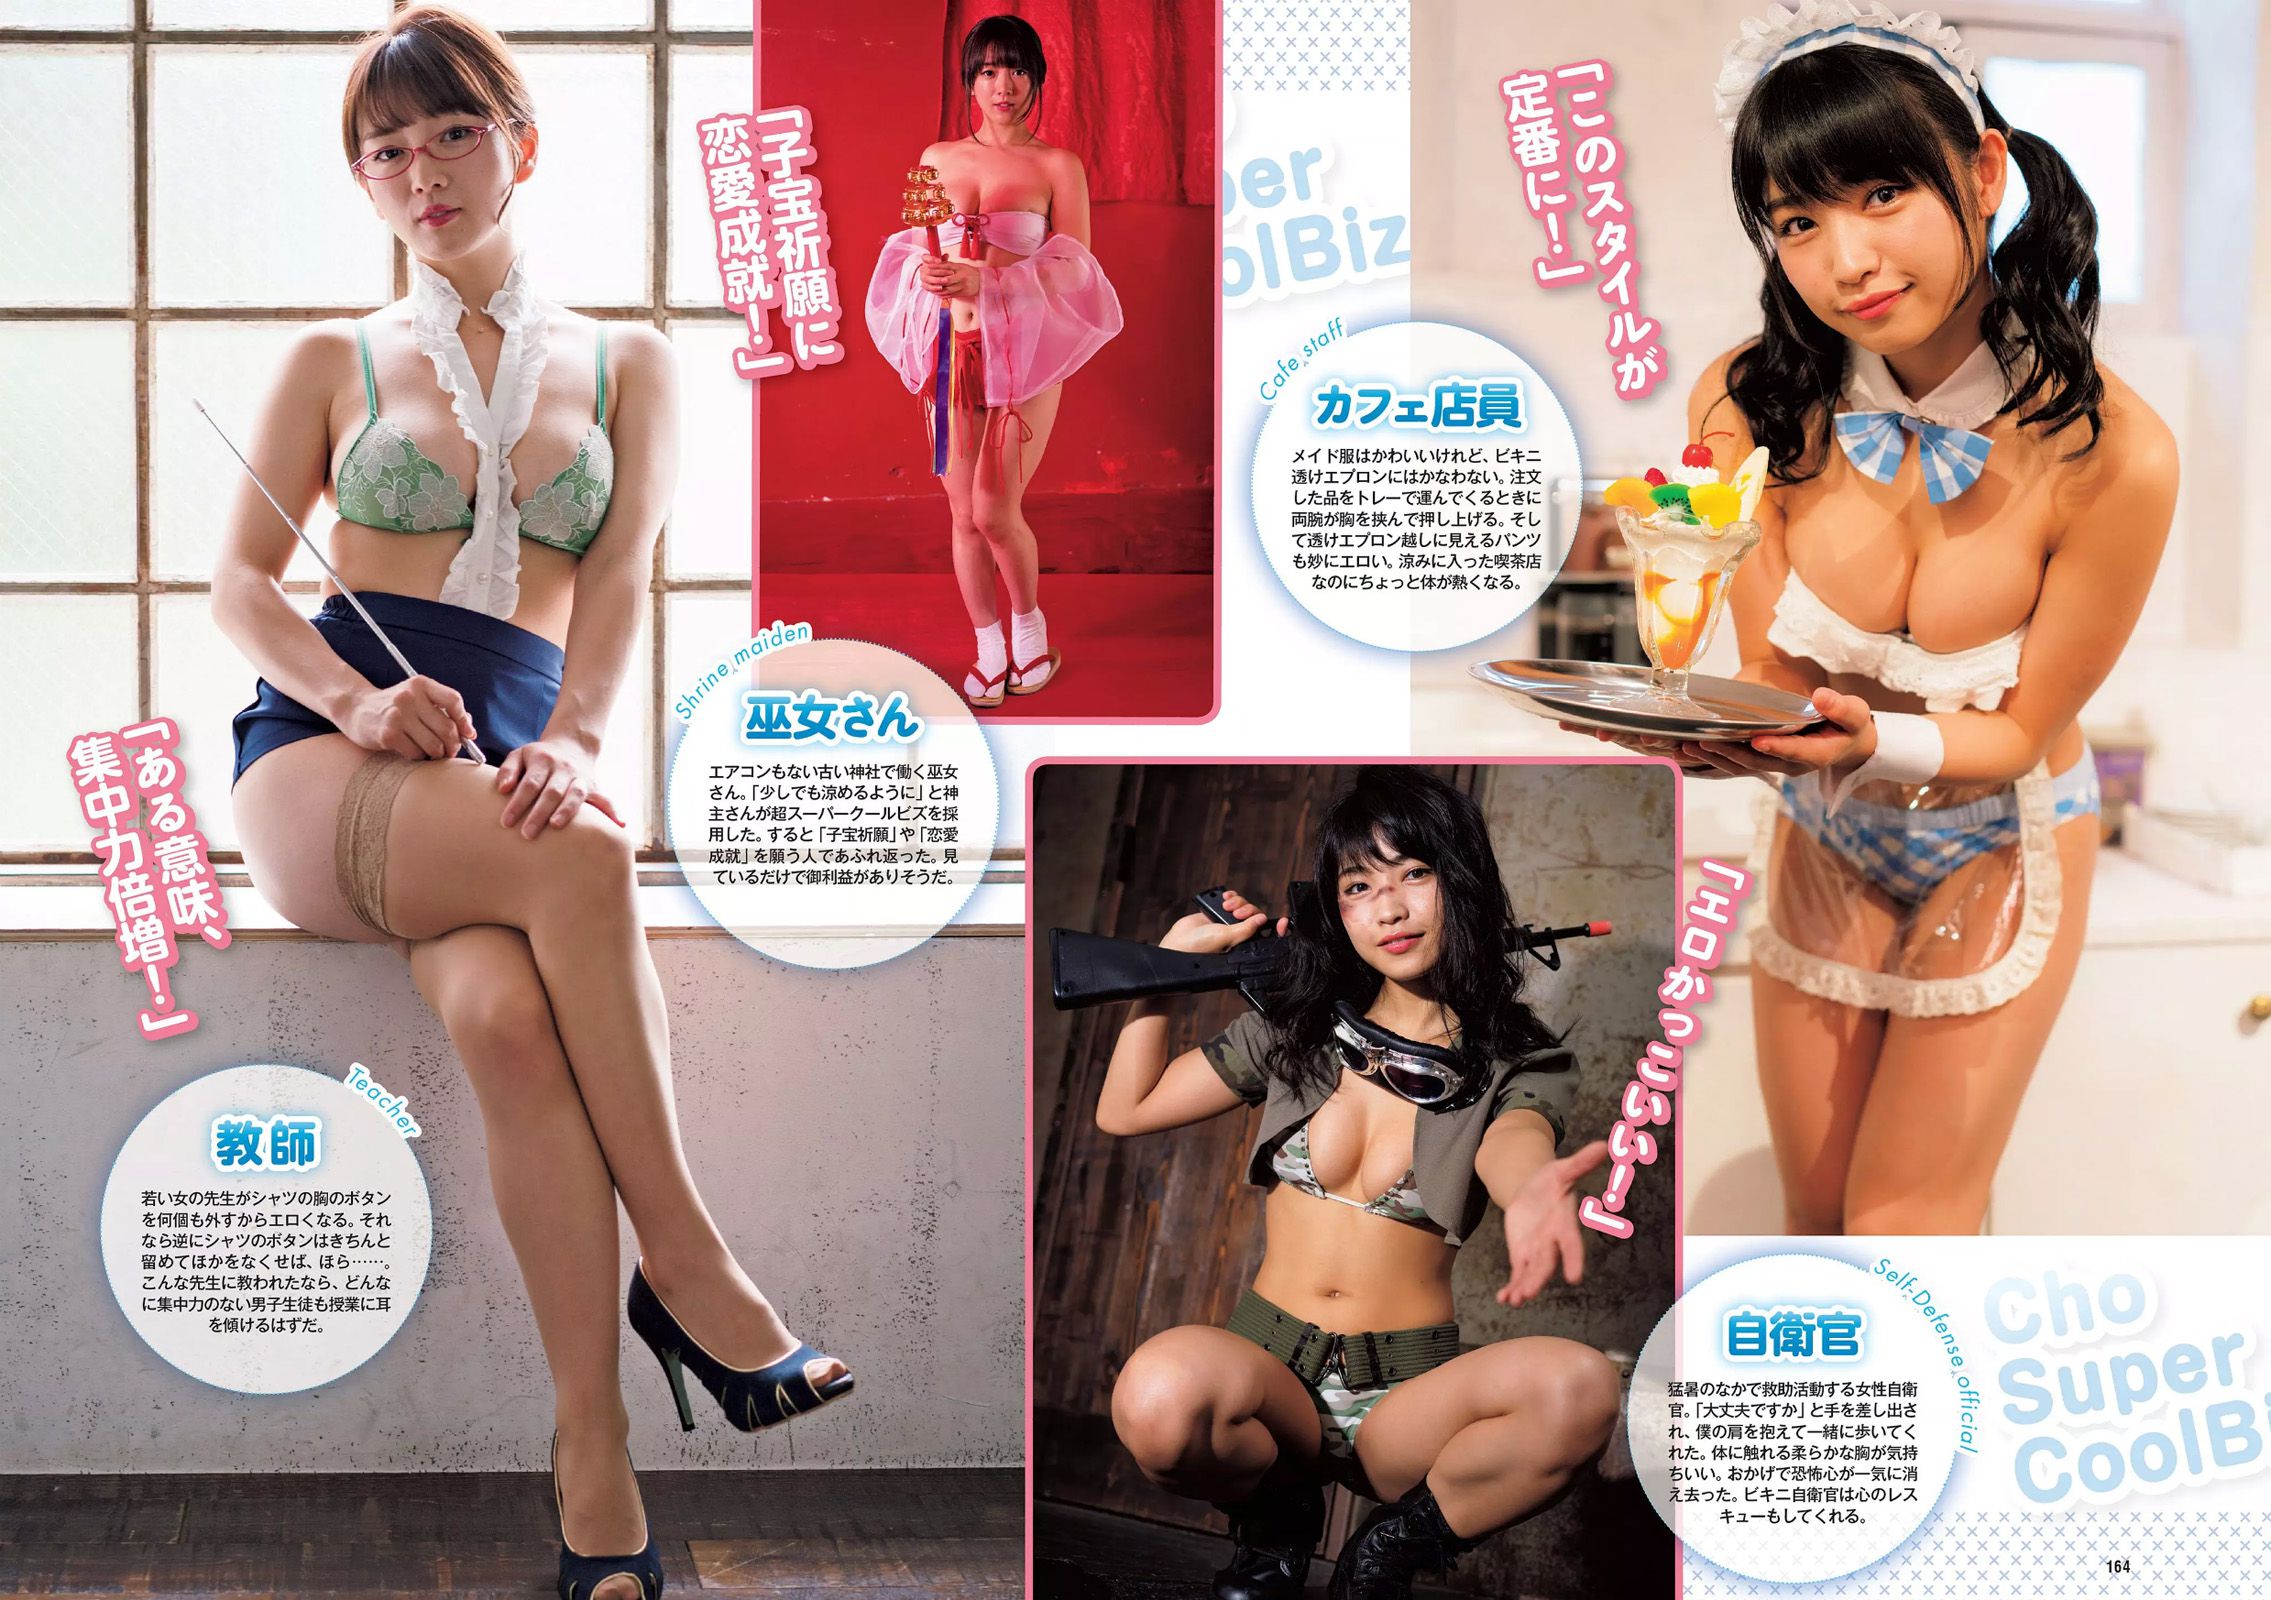 「ある意味、
集中力倍増！」
Teacher
教師
若い女の先生がシャツの胸のボタン
を何個も外すからエロくなる。それ
なら逆にシャツのボタンはきちんと
留めてほかをなくせば、ほら……。
こんな先生に教われたなら、どんな
に集中力のない男子生徒も授業に耳
を傾けるはずだ。
「子宝祈願に
恋愛成就！」
Shrine maiden
巫女さん
エアコンもない古い神社で働く巫女
さん。「少しでも涼めるように」と神
主さんが超スーパークールビズを採
用した。すると「子宝祈願」や「恋愛
成就」を願う人であふれ返った。見
ているだけで御利益がありそうだ。
CoolBiz
「このスタイルが
定番に！」
Cafe staff
カフェ店員
メイド服はかわいいけれど、ビキニ
透けエプロンにはかなわない。注文
した品をトレーで運んでくるときに
両腕が胸を挟んで押し上げる。そし
て透けエプロン越しに見えるパンツ
も妙にエロい。涼みに入った喫茶店
なのにちょっと体が熱くなる。
「エロかっこいい！」
Self-Defense official
自衛官
猛暑のなかで救助活動する女性自衛
官。「大丈夫ですか」と手を差し出さ
れ、僕の肩を抱えて一緒に歩いてく
れた。体に触れる柔らかな胸が気持
ちいい。おかげで恐怖心が一気に消
え去った。ビキニ自衛官は心のレス
キューもしてくれる。
Cho
Super
CoolBi
164